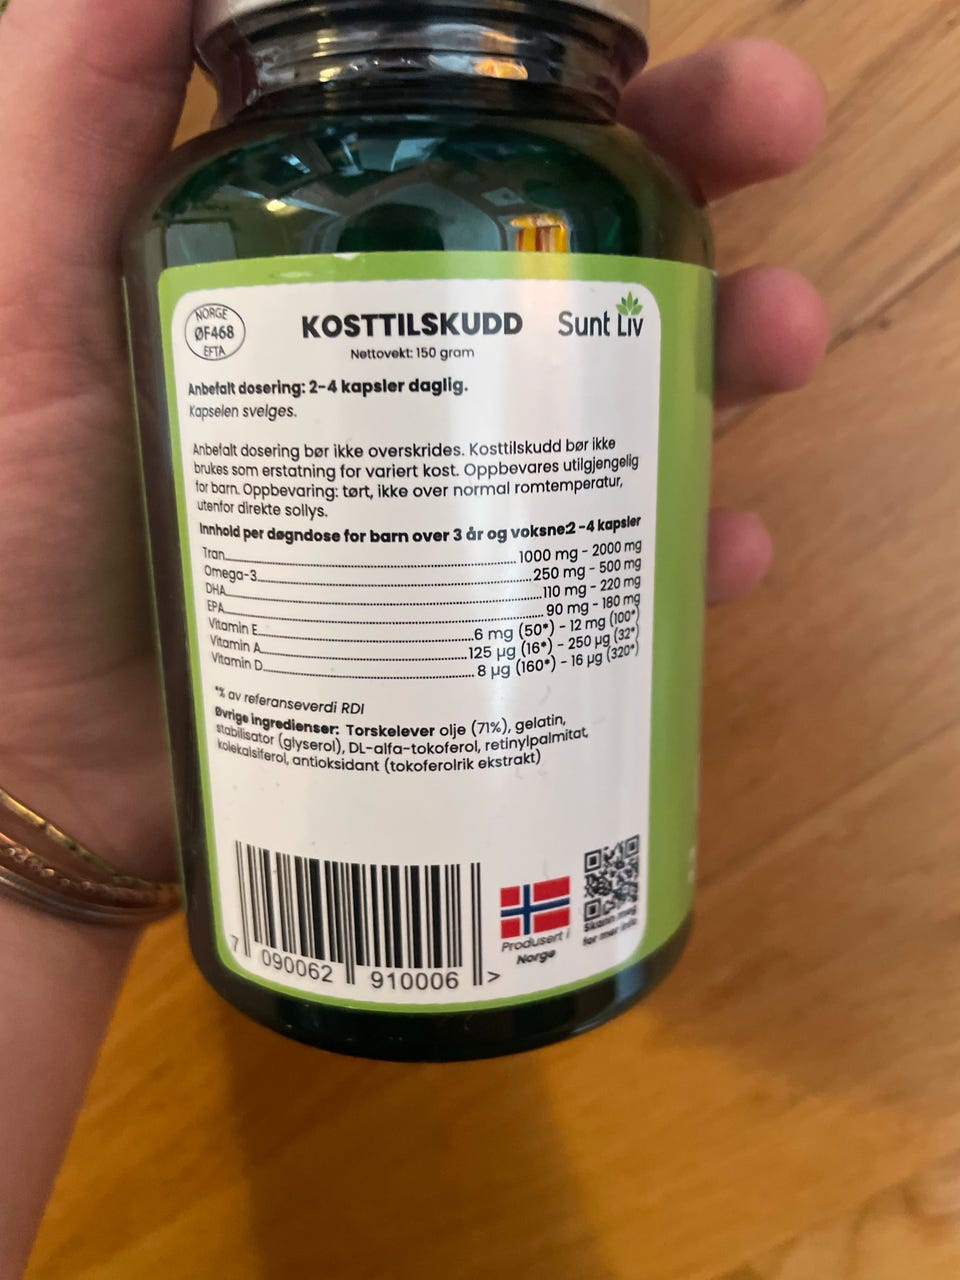 NORGE
ØF468
EFTA
KOSTTILSKUDD
Sunt Liv
Nettovekt: 150 gram
Anbefalt dosering: 2-4 kapsler daglig.
Kapselen svelges.
Anbefalt dosering bør ikke overskrides. Kosttilskudd bør ikke
brukes som erstatning for variert kost. Oppbevares utilgjengelig
for barn. Oppbevaring: tørt, ikke over normal romtemperatur,
utenfor direkte sollys.
Innhold per døgndose for barn over 3 år og voksne:2-4 kapsler
Tran 1000 mg - 2000 mg
Omega-3 250 mg - 500 mg
DHA 110 mg - 220 mg
EPA 90 mg - 180 mg
Vitamin E 6 mg (50*) - 12 mg (100*)
Vitamin A 125 µg (16*) - 250 µg (32*)
Vitamin D 8 µg (160*) - 16 µg (320*)
*% av referanseverdi RDI
Øvrige ingredienser: Torskelever olje (71%), gelatin,
stabilisator (glyserol), DL-alfa-tokoferol, retinylpalmitat,
kolekalsiferol, antioksidant (tokoferolrik ekstrakt)
7 090062 910006 >
Produsert i
Norge
Skann meg
for mer info